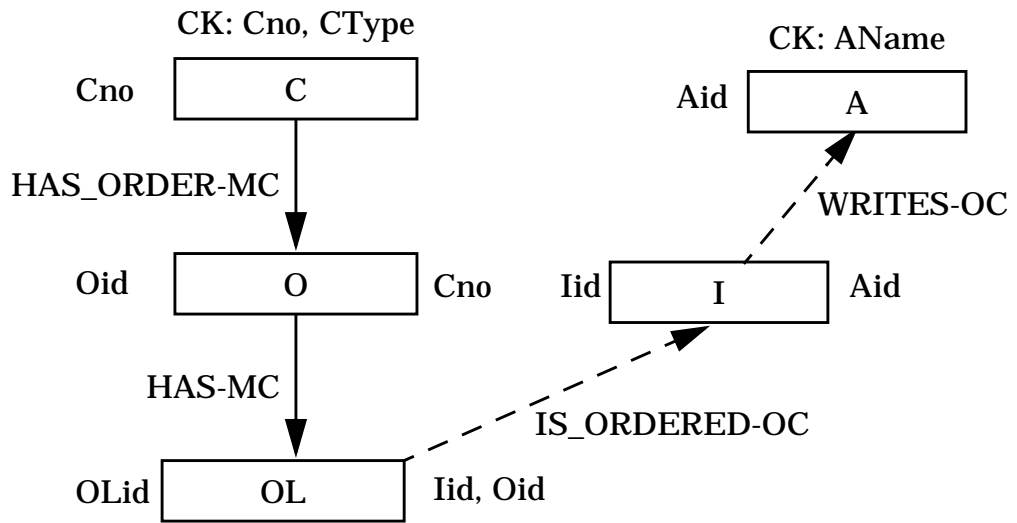 CK: Cno, CType
CK: AName
Cno
C
Aid
A
HAS_ORDER-MC
WRITES-OC
Oid
O
Cno
Iid
I
Aid
HAS-MC
IS_ORDERED-OC
OLid
OL
Iid, Oid